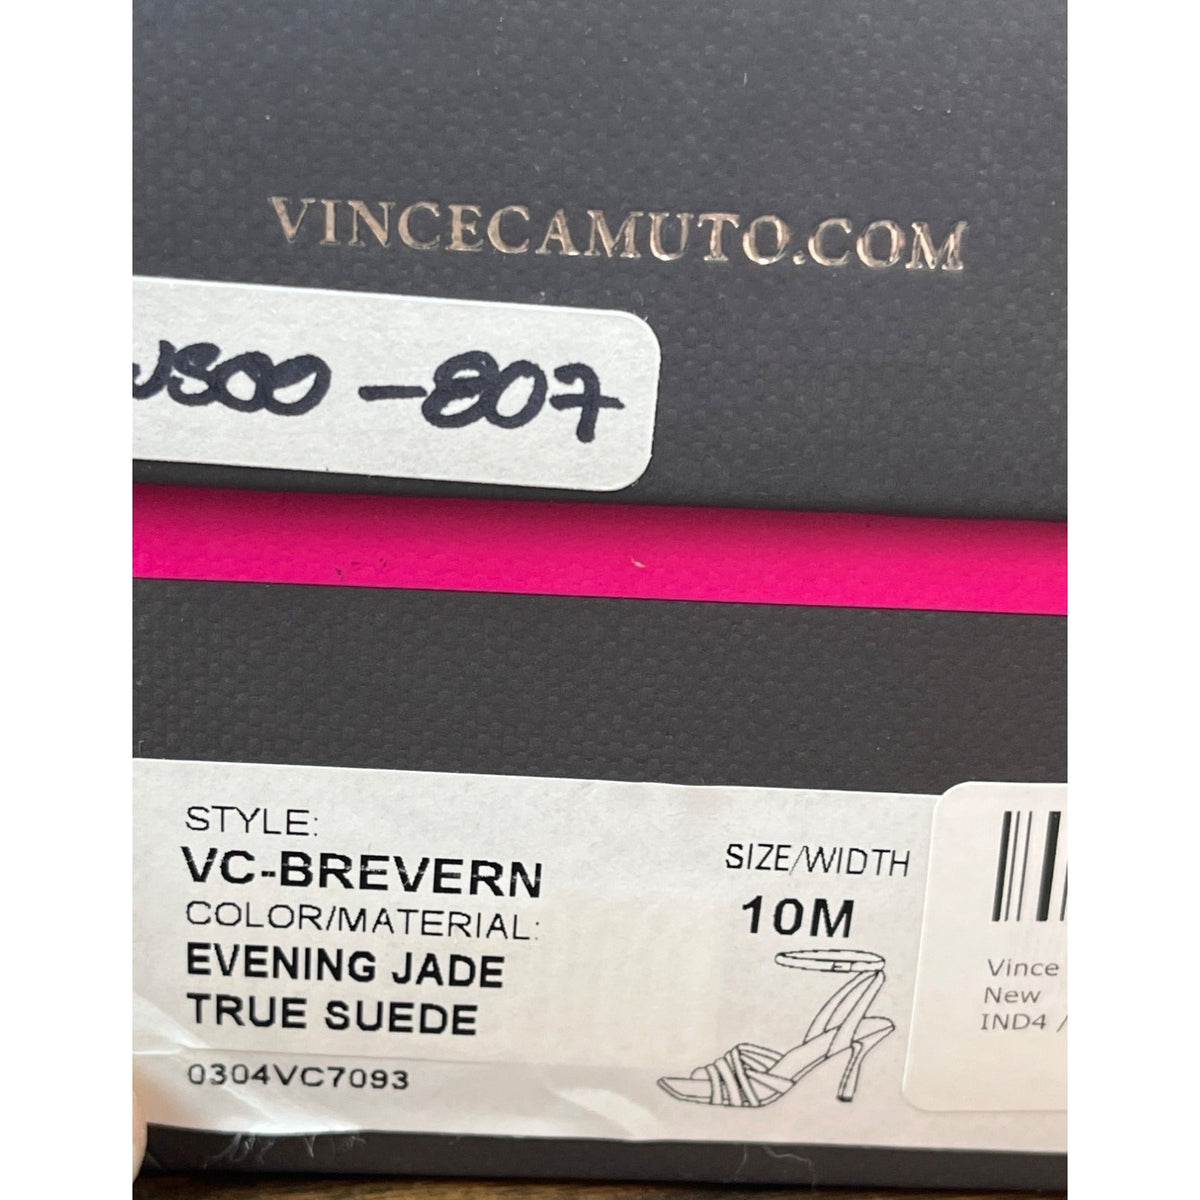 VINCECAMUTO.COM
-807
STYLE:
VC-BREVERN
COLOR/MATERIAL:
EVENING JADE
TRUE SUEDE
0304VC7093
SIZE/WIDTH
10M
Vince
New
IND4 /